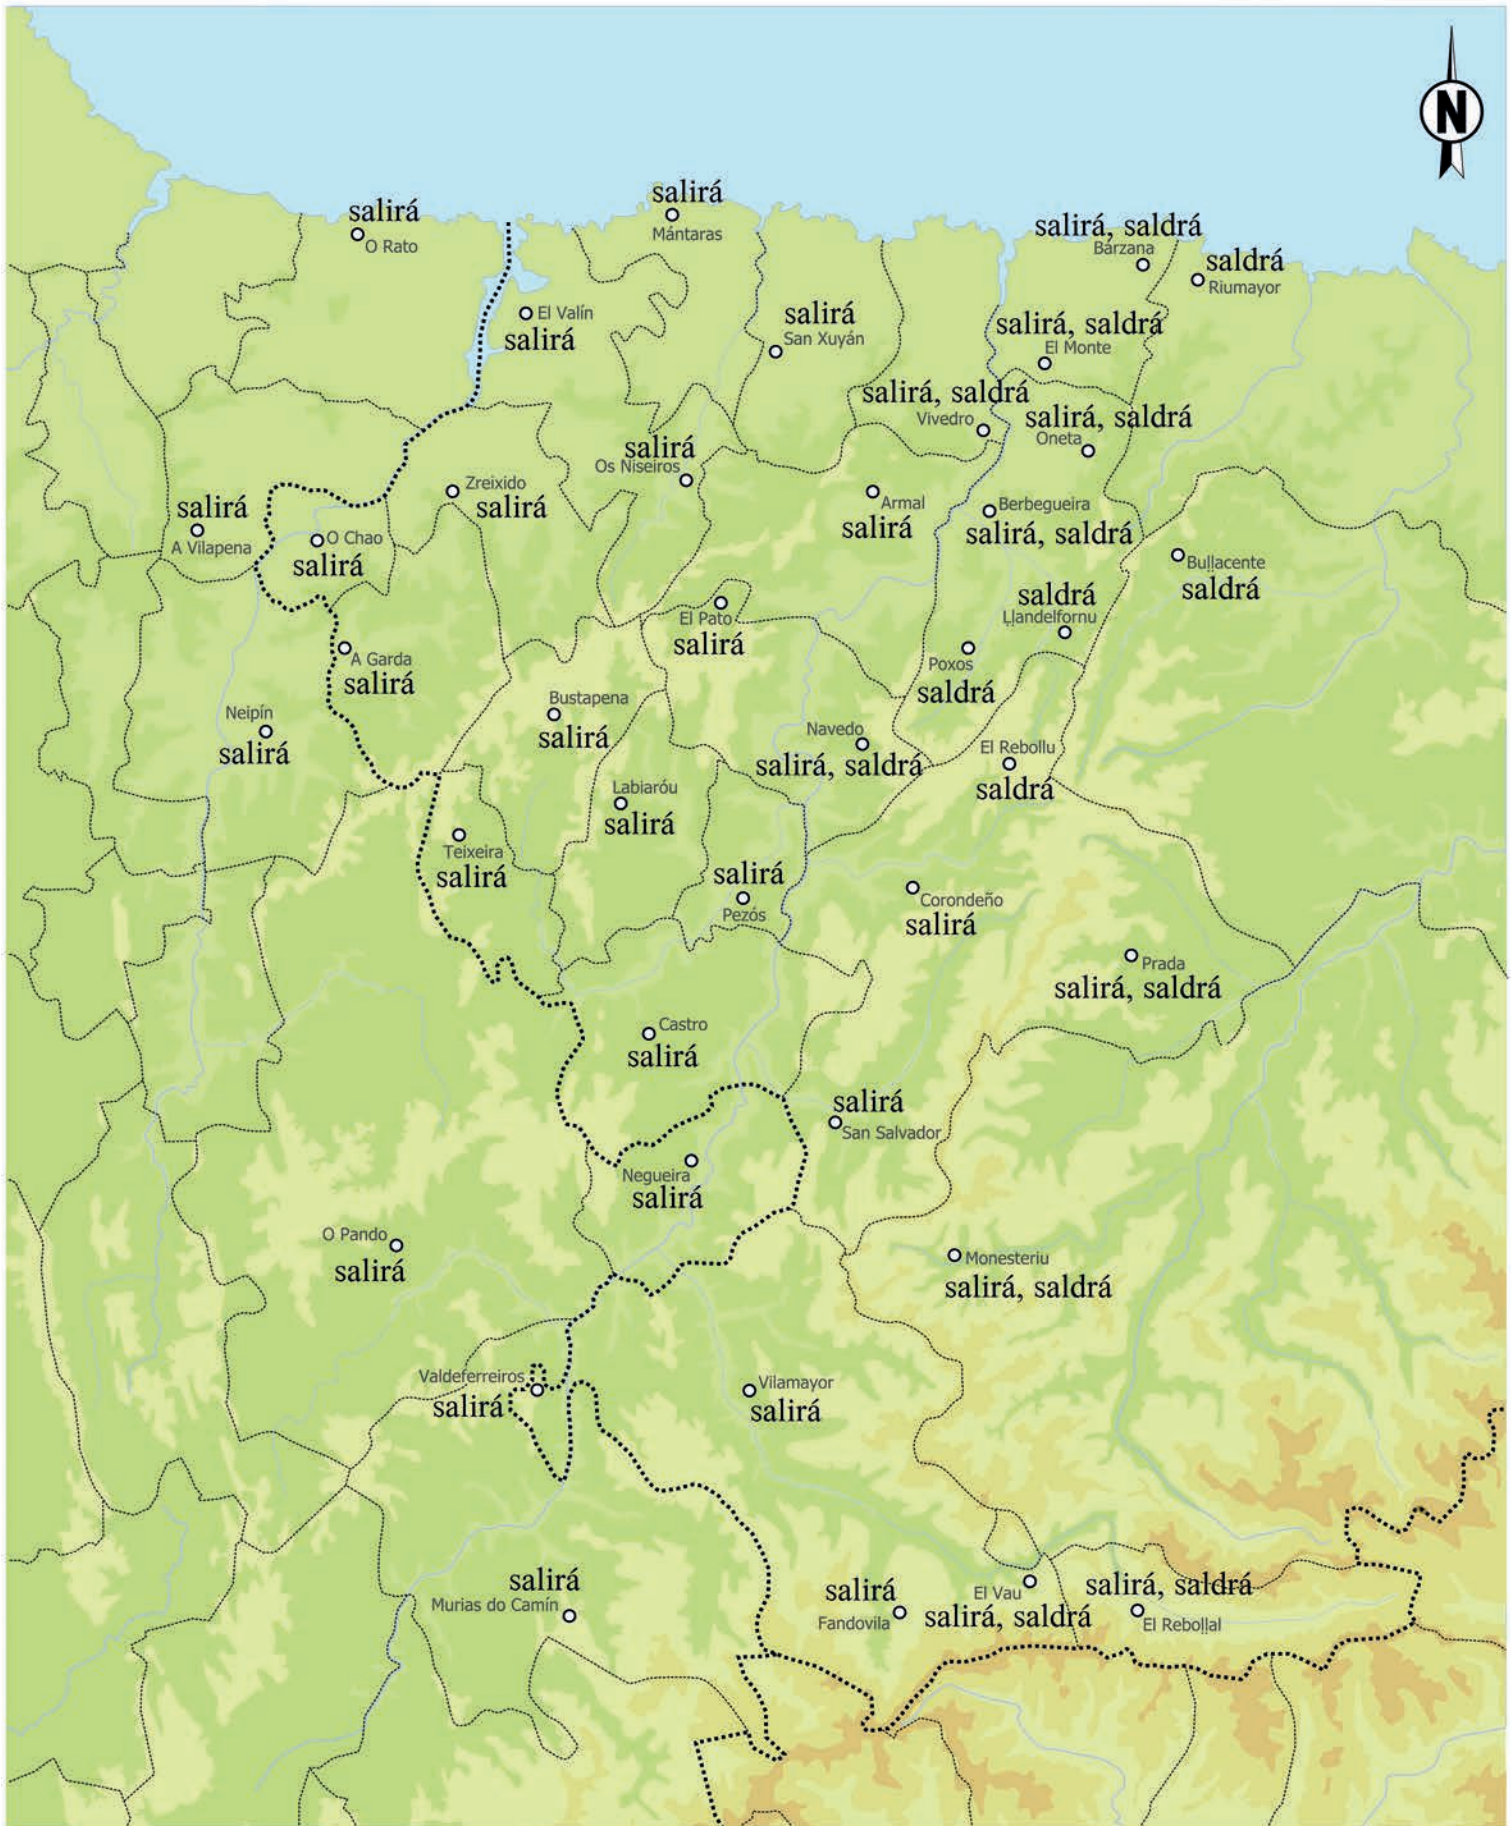 N
salirá
Mántaras
salirá
O Rato
salirá, saldrá
Bárzana
saldrá
Riumayor
El Valín
salirá
salirá
San Xuyán
salirá, saldrá
El Monte
salirá, saldrá
Vivedro
salirá, saldrá
Oneta
salirá
Os Niseiros
Zreixido
salirá
Armal
salirá
Berbegueira
salirá, saldrá
salirá
A Vilapena
O Chao
salirá
Buḷḷacente
saldrá
saldrá
Ḷḷandelfornu
El Pato
salirá
A Garda
salirá
Poxos
saldrá
Bustapena
salirá
Neipín
salirá
Navedo
salirá, saldrá
El Rebollu
saldrá
Labiaróu
salirá
Teixeira
salirá
salirá
Pezós
Corondeño
salirá
Prada
salirá, saldrá
Castro
salirá
salirá
San Salvador
Negueira
salirá
O Pando
salirá
Monesteriu
salirá, saldrá
Valdeferreiros
salirá
Vilamayor
salirá
salirá
Murias do Camín
salirá
Fandovila
El Vau
salirá, saldrá
salirá, saldrá
El Reboḷḷal